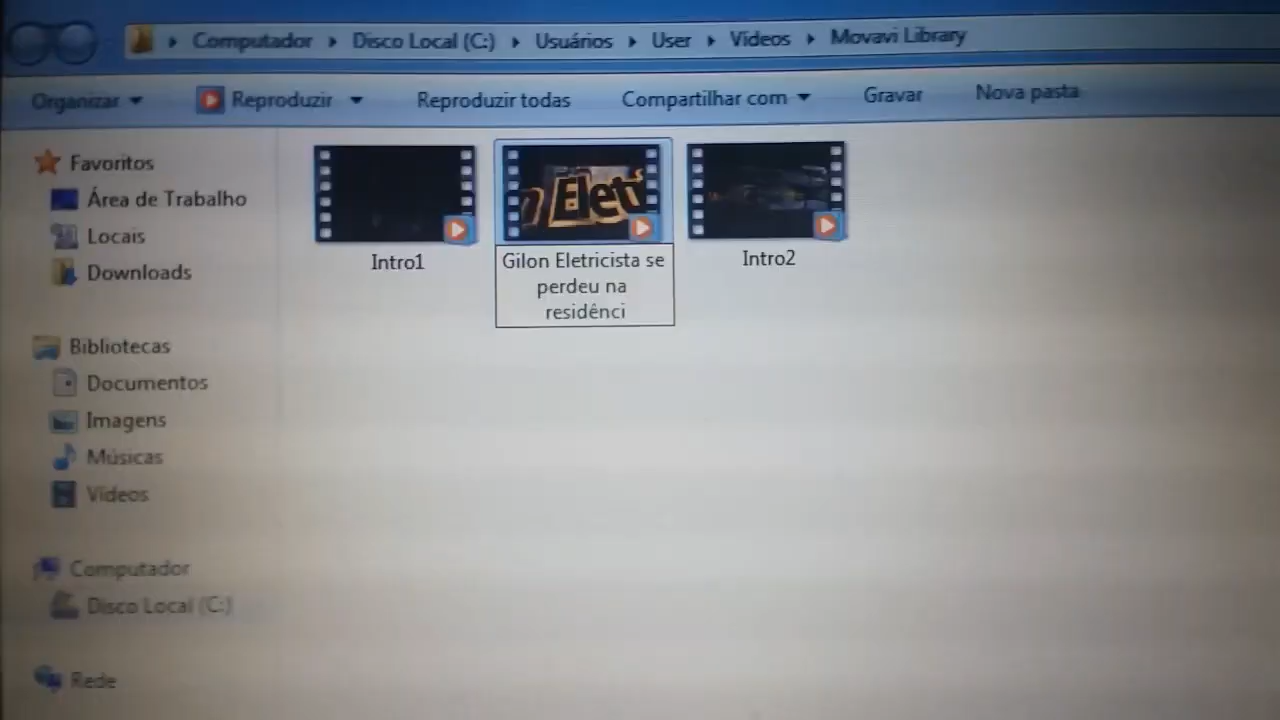 Computador ▸ Disco Local (C:) ▸ Usuários ▸ User ▸ Vídeos ▸ Movavi Library
Organizar Reproduzir Reproduzir todas Compartilhar com Gravar Nova pasta
Favoritos
Área de Trabalho
Locais
Downloads
Bibliotecas
Documentos
Imagens
Músicas
Vídeos
Computador
Disco Local (C:)
Rede
Eletr
Intro1
Gilon Eletricista se
perdeu na
residênci
Intro2